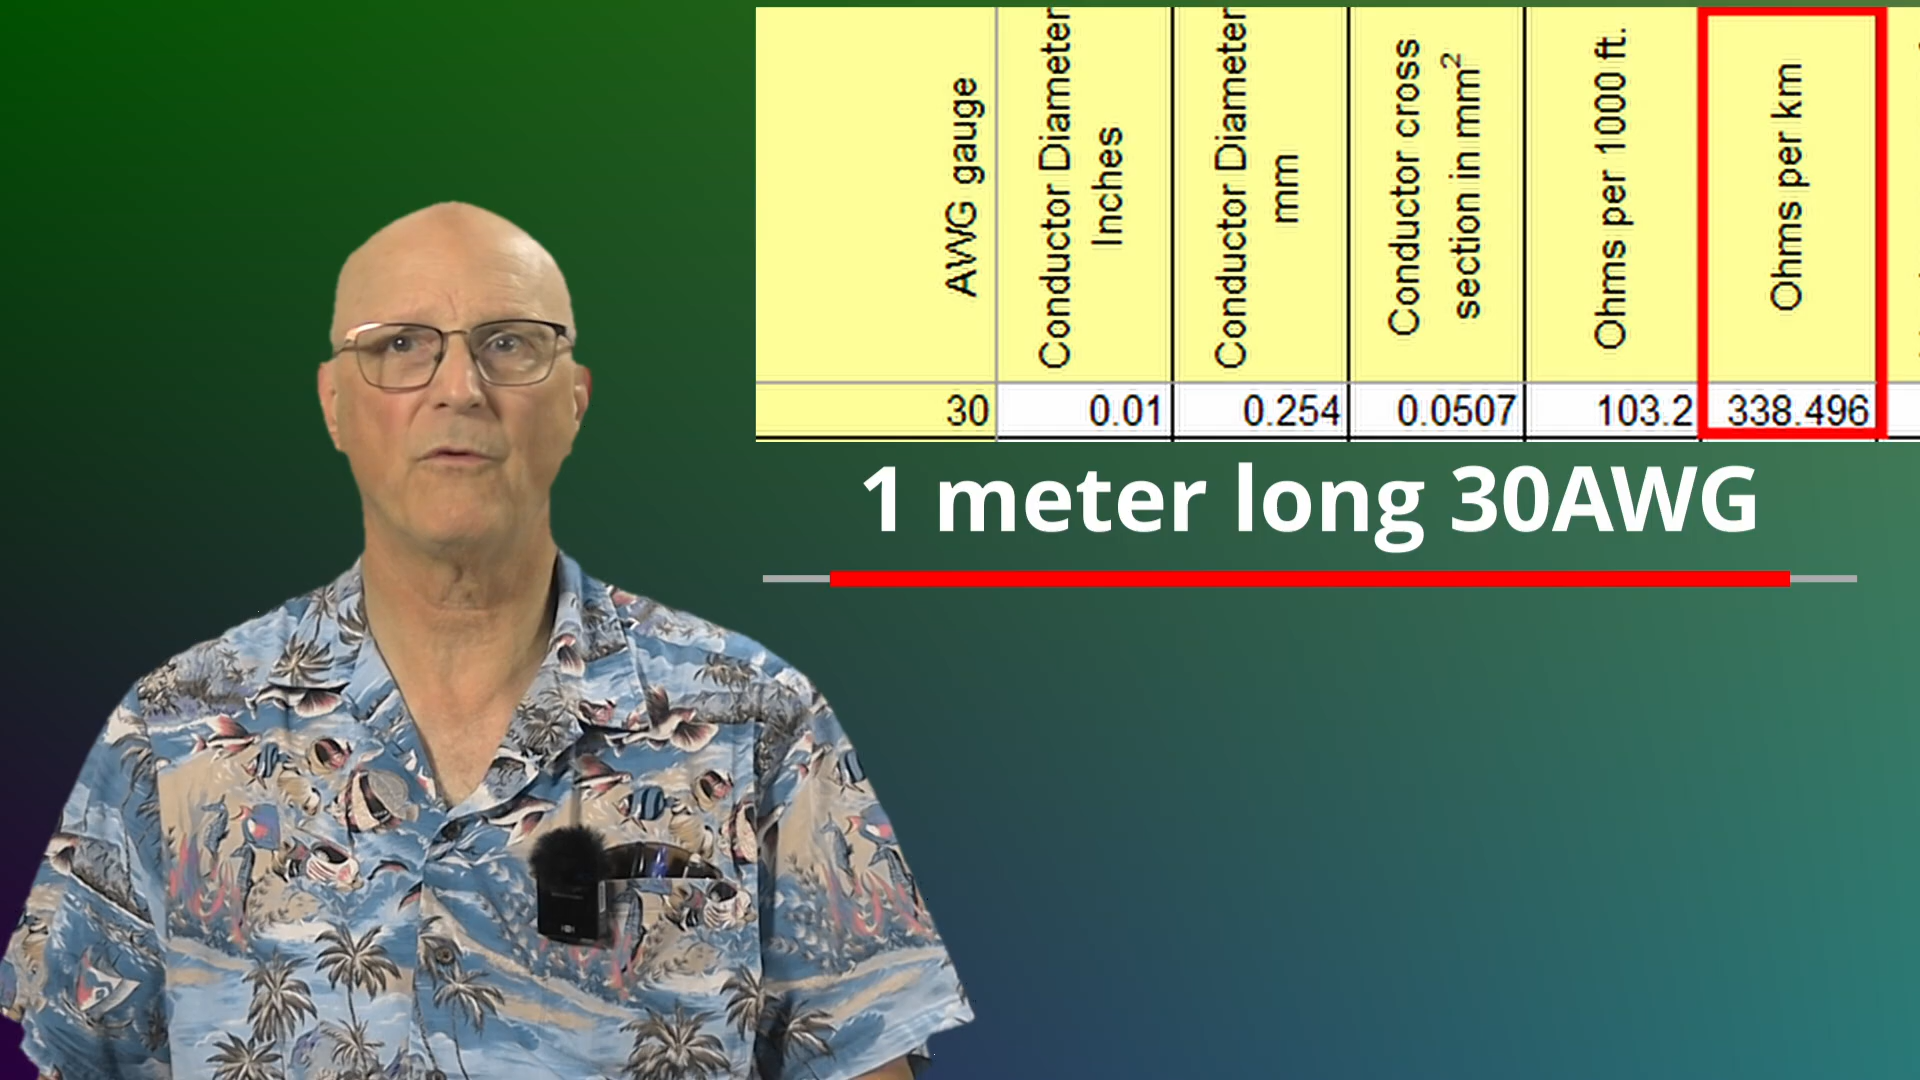 AWG gauge
Conductor Diameter
Inches
Conductor Diameter
mm
Conductor cross
section in mm²
Ohms per 1000 ft.
Ohms per km
30 0.01 0.254 0.0507 103.2 338.496
1 meter long 30AWG